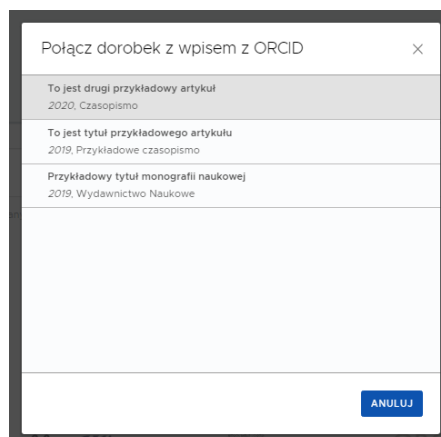 Połącz dorobek z wpisem z ORCID
To jest drugi przykładowy artykuł
2020, Czasopismo
To jest tytuł przykładowego artykułu
2019, Przykładowe czasopismo
Przykładowy tytuł monografii naukowej
2019, Wydawnictwo Naukowe
ANULUJ